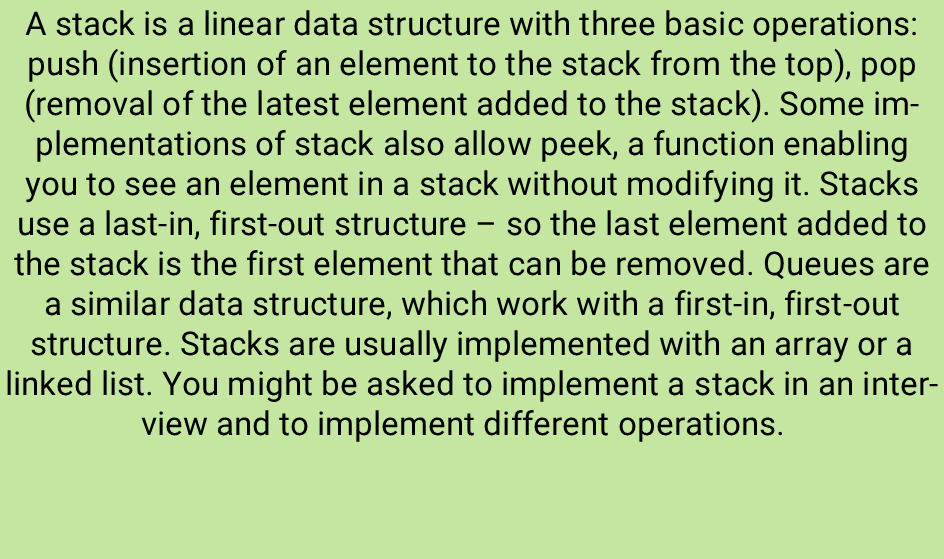 A stack is a linear data structure with three basic operations:
push (insertion of an element to the stack from the top), pop
(removal of the latest element added to the stack). Some im-
plementations of stack also allow peek, a function enabling
you to see an element in a stack without modifying it. Stacks
use a last-in, first-out structure – so the last element added to
the stack is the first element that can be removed. Queues are
a similar data structure, which work with a first-in, first-out
structure. Stacks are usually implemented with an array or a
linked list. You might be asked to implement a stack in an inter-
view and to implement different operations.